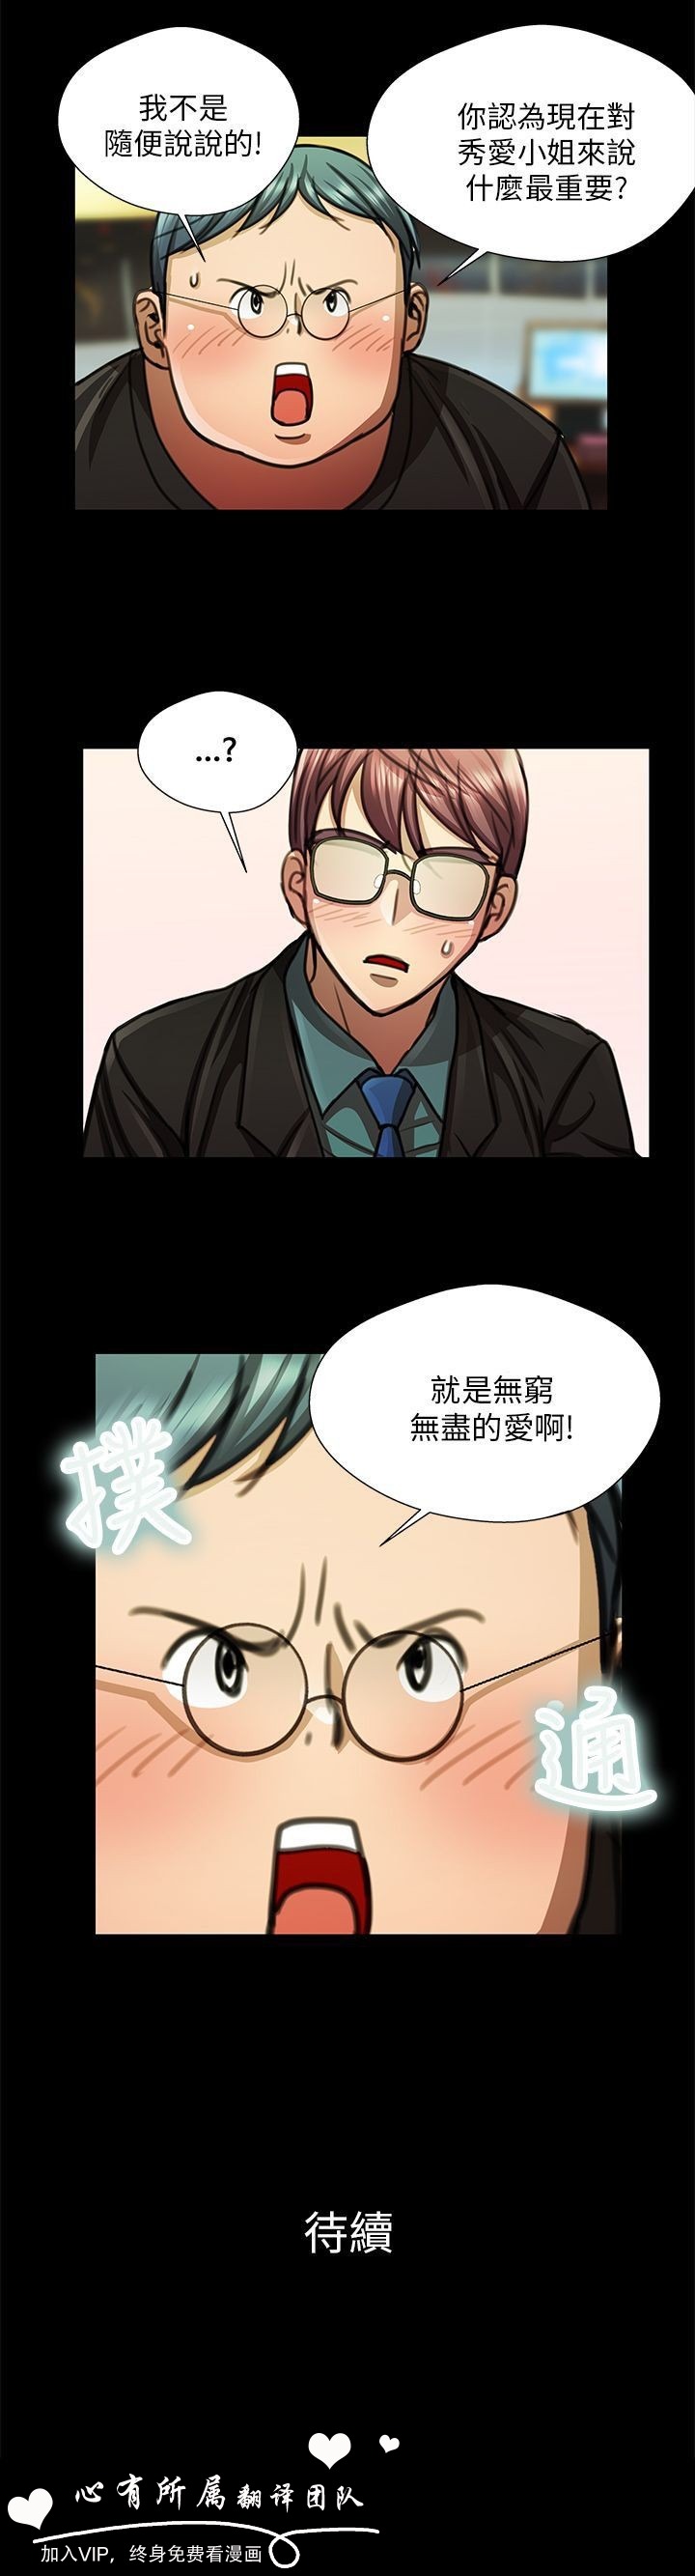 我不是
隨便說說的!
你認為現在對
秀愛小姐來說
什麼最重要?
...?
就是無窮
無盡的愛啊!
撲
通
待續
心有所属翻译团队
加入VIP，终身免费看漫画